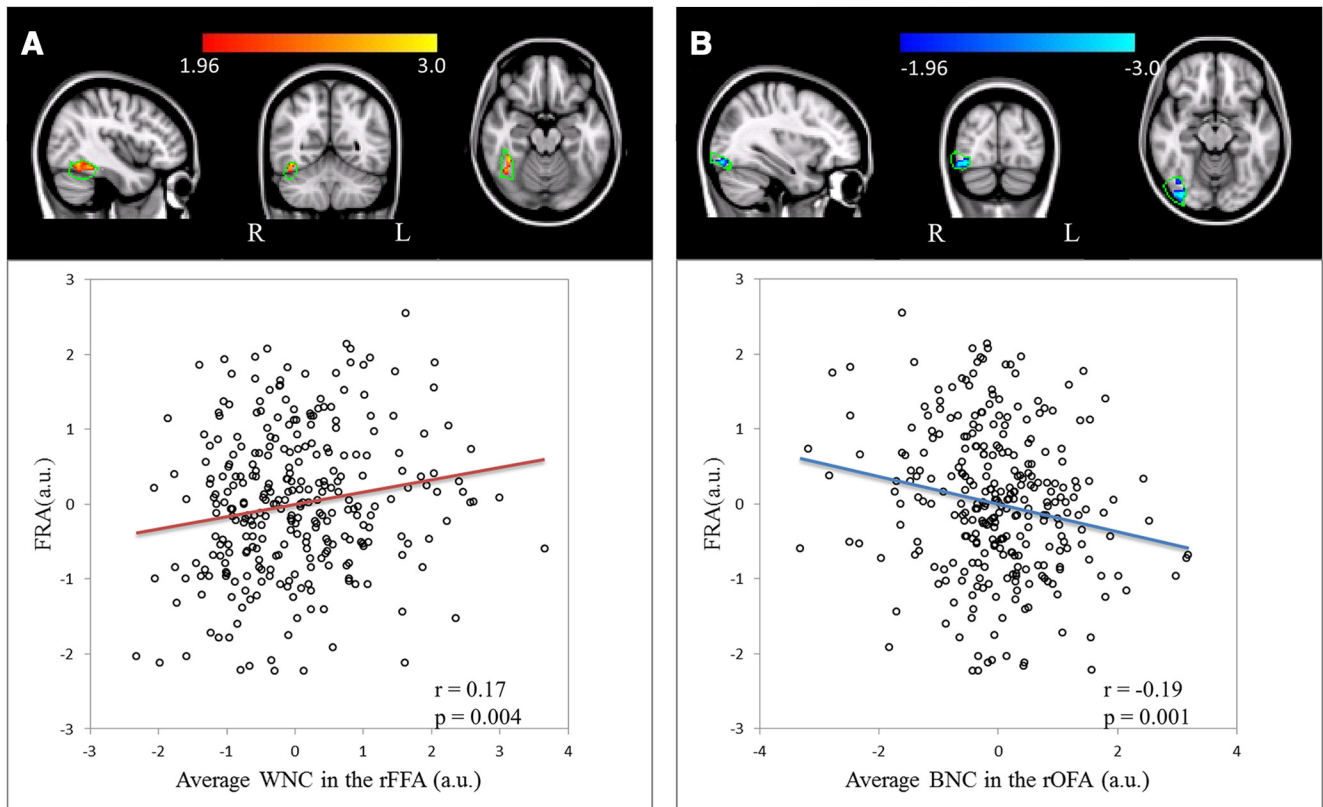 A
1.96 3.0
R L
3
2
1
0
-1
-2
-3
FRA(a.u.)
r = 0.17
p = 0.004
-3 -2 -1 0 1 2 3 4
Average WNC in the rFFA (a.u.)
B
-1.96 -3.0
R L
3
2
1
0
-1
-2
-3
FRA(a.u.)
r = -0.19
p = 0.001
-4 -2 0 2 4
Average BNC in the rOFA (a.u.)